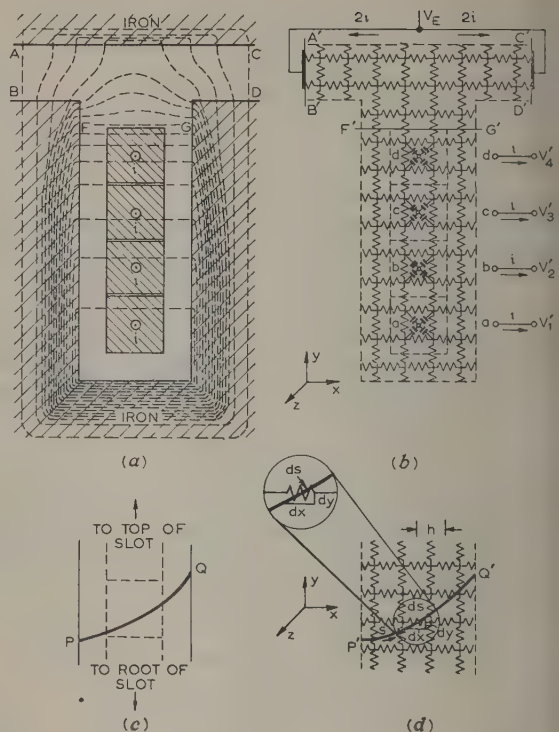 IRON
A
C
B
D
F
G
IRON
(a)
2i
V_E
2i
A'
C'
B'
D'
F'
G'
d
d i V'_4
c
c i V'_3
b
b i V'_2
a
a i V'_1
y
x
z
(b)
TO TOP OF
SLOT
Q
P
TO ROOT OF
SLOT
(c)
ds
dy
dx
h
y
x
z
Q'
ds
dy
dx
P'
s
(d)